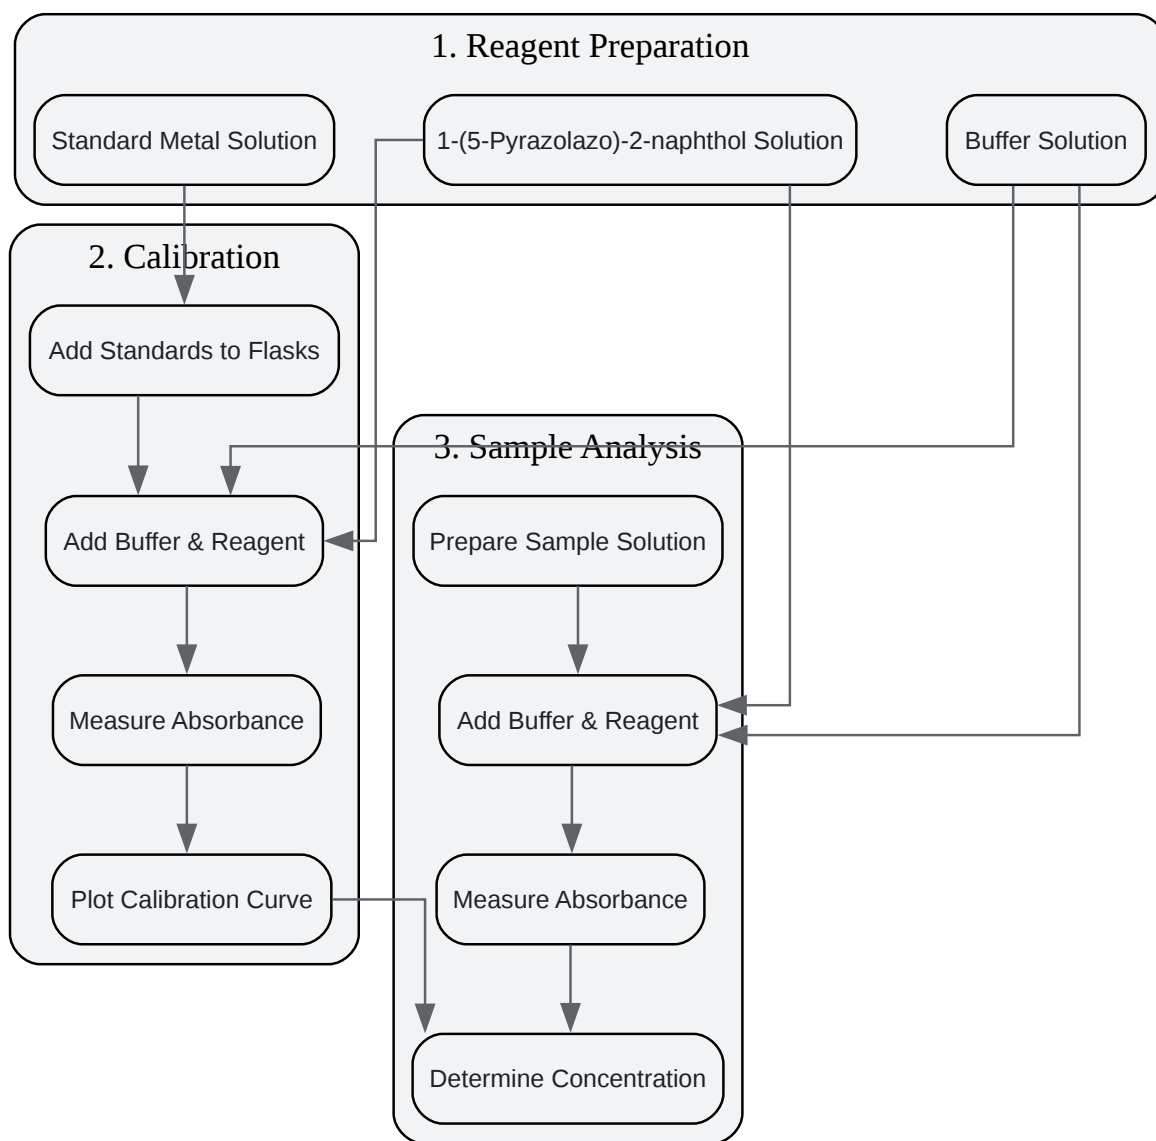 1. Reagent Preparation
Standard Metal Solution
1-(5-Pyrazolazo)-2-naphthol Solution
Buffer Solution
2. Calibration
Add Standards to Flasks
Add Buffer & Reagent
Measure Absorbance
Plot Calibration Curve
3. Sample Analysis
Prepare Sample Solution
Add Buffer & Reagent
Measure Absorbance
Determine Concentration